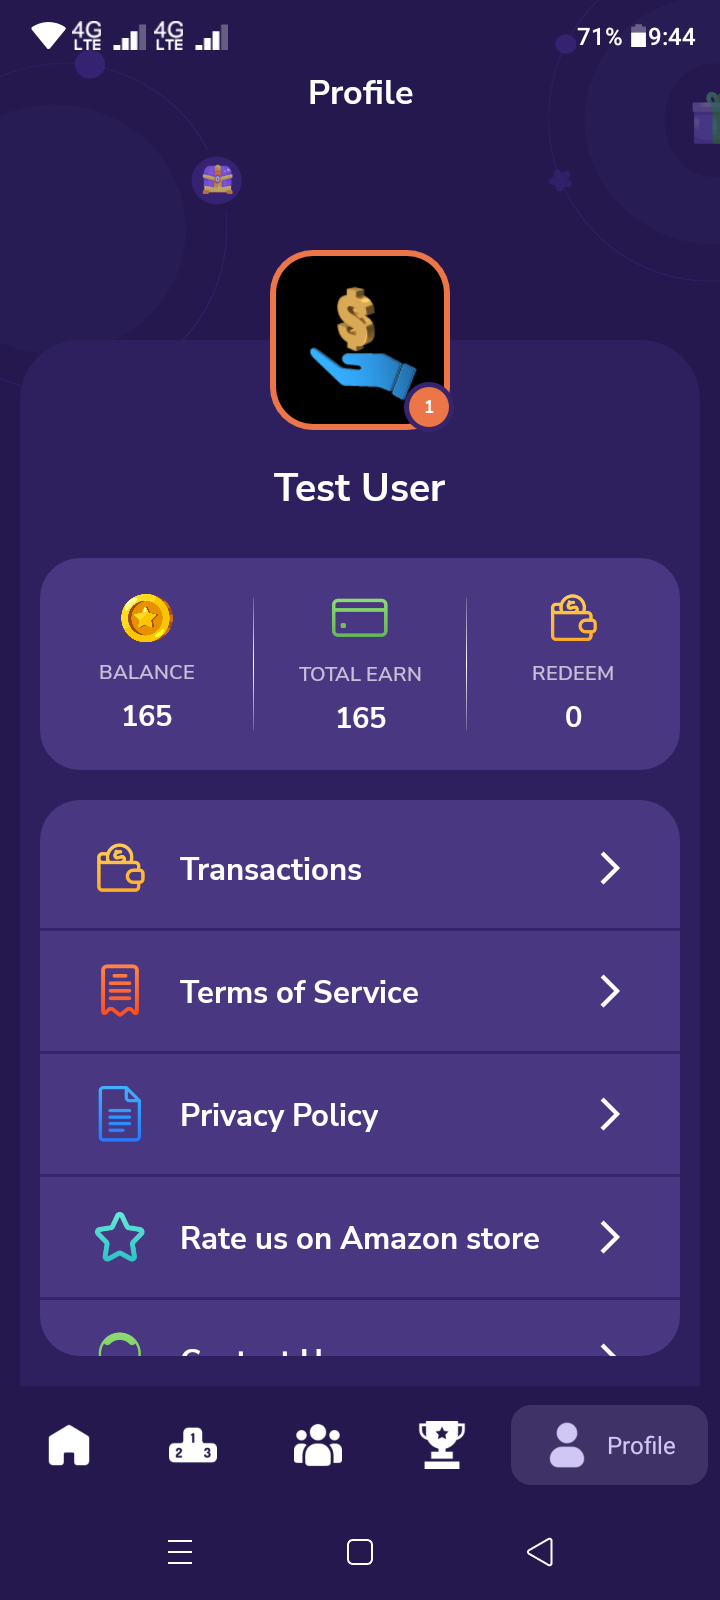 4G LTE 4G LTE 71% 9:44
Profile
1
Test User
BALANCE
165
TOTAL EARN
165
REDEEM
0
Transactions
Terms of Service
Privacy Policy
Rate us on Amazon store
1
2 3
Profile